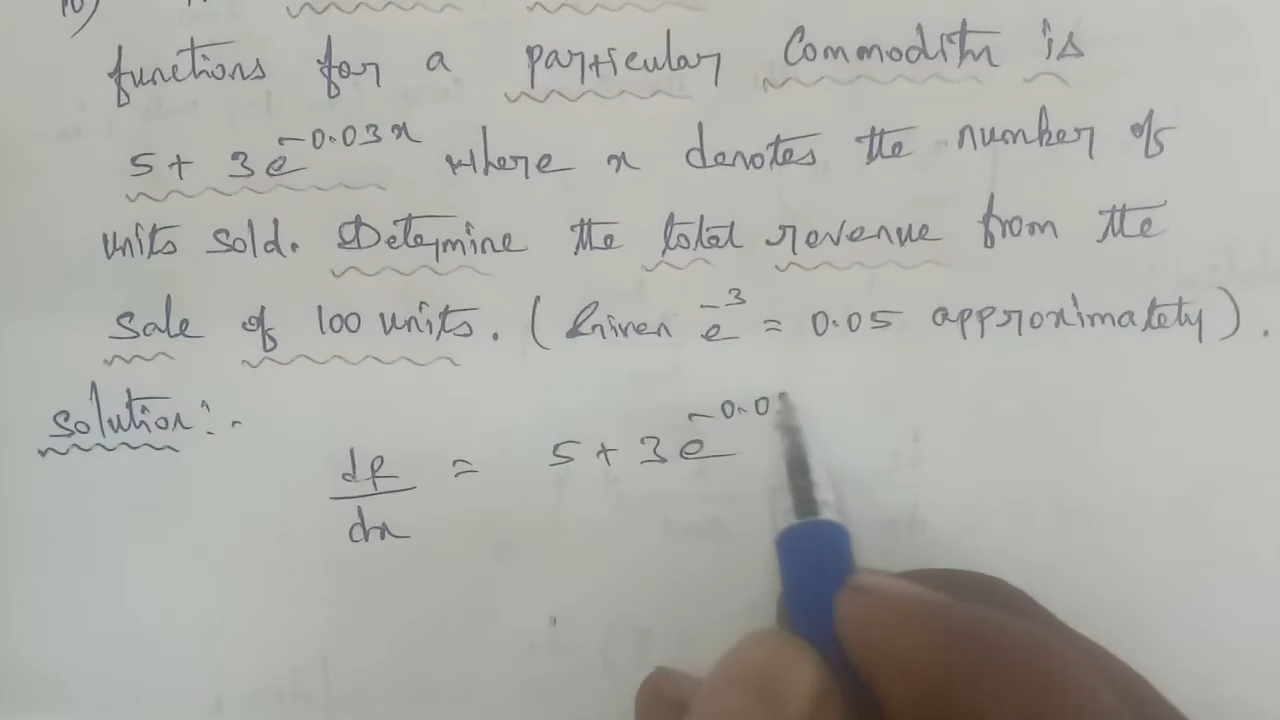 functions for a particular Commodity is
5 + 3e^{-0.03x} where x denotes the number of
units sold. Determine the total revenue from the
sale of 100 units. (Given e^{-3} = 0.05 approximately).
Solution:-
dR/dx = 5 + 3e^{-0.0